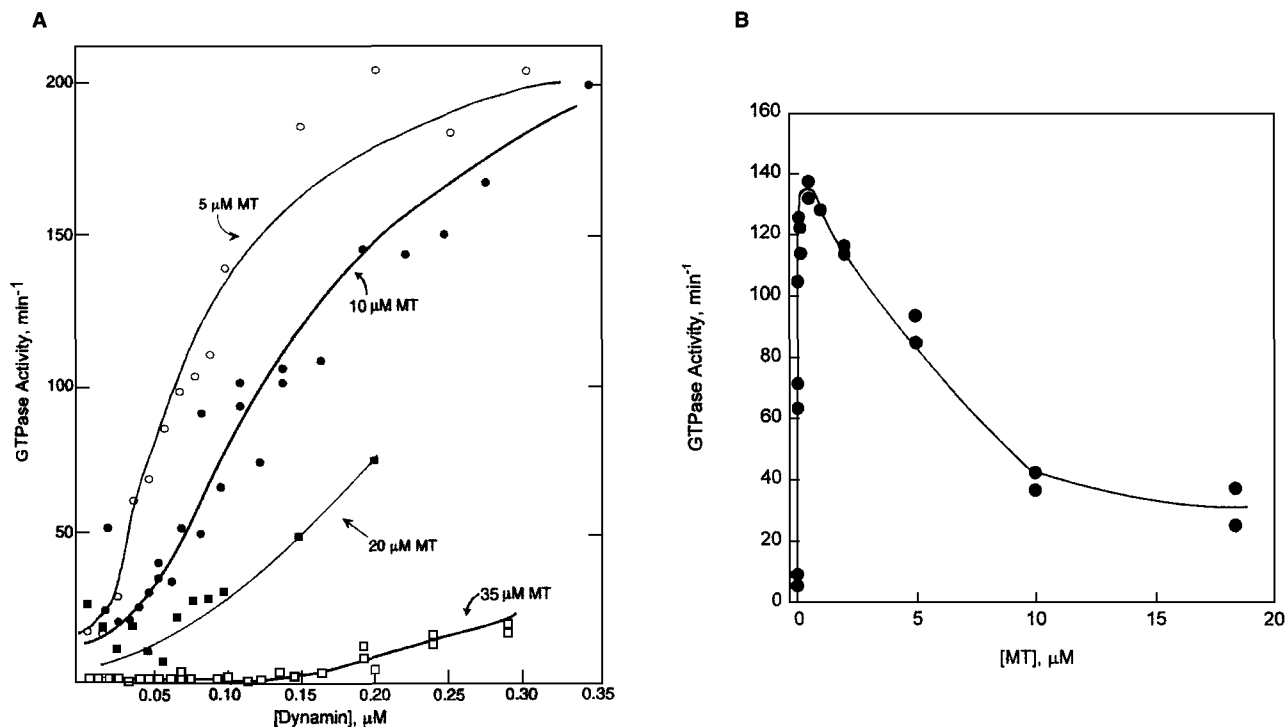 A
200
150
100
50
0
GTPase Activity, min-1
5 µM MT
10 µM MT
20 µM MT
35 µM MT
0.05
0.10
0.15
0.20
0.25
0.30
0.35
[Dynamin], µM
B
160
140
120
100
80
60
40
20
0
GTPase Activity, min-1
0
5
10
15
20
[MT], µM